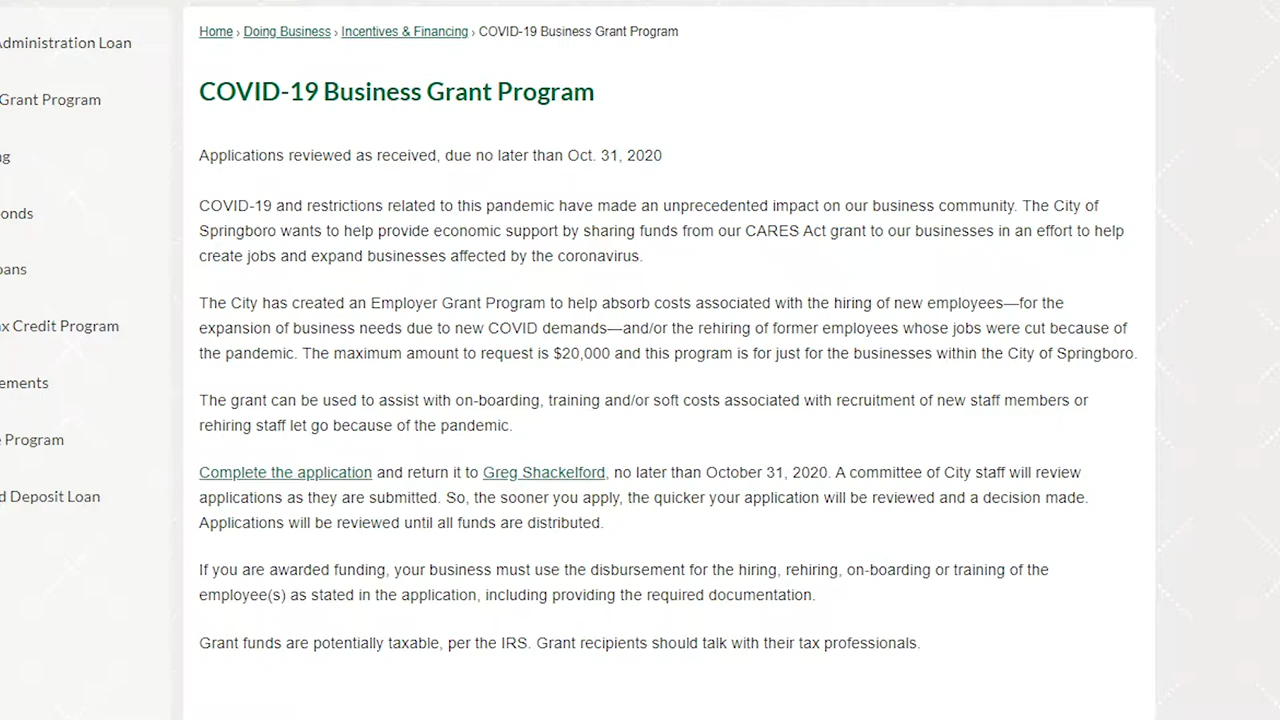 Home › Doing Business › Incentives & Financing › COVID-19 Business Grant Program
COVID-19 Business Grant Program
Applications reviewed as received, due no later than Oct. 31, 2020
COVID-19 and restrictions related to this pandemic have made an unprecedented impact on our business community. The City of
Springboro wants to help provide economic support by sharing funds from our CARES Act grant to our businesses in an effort to help
create jobs and expand businesses affected by the coronavirus.
The City has created an Employer Grant Program to help absorb costs associated with the hiring of new employees—for the
expansion of business needs due to new COVID demands—and/or the rehiring of former employees whose jobs were cut because of
the pandemic. The maximum amount to request is $20,000 and this program is for just for the businesses within the City of Springboro.
The grant can be used to assist with on-boarding, training and/or soft costs associated with recruitment of new staff members or
rehiring staff let go because of the pandemic.
Complete the application and return it to Greg Shackelford, no later than October 31, 2020. A committee of City staff will review
applications as they are submitted. So, the sooner you apply, the quicker your application will be reviewed and a decision made.
Applications will be reviewed until all funds are distributed.
If you are awarded funding, your business must use the disbursement for the hiring, rehiring, on-boarding or training of the
employee(s) as stated in the application, including providing the required documentation.
Grant funds are potentially taxable, per the IRS. Grant recipients should talk with their tax professionals.
Administration Loan
Grant Program
g
onds
oans
ax Credit Program
ements
Program
d Deposit Loan